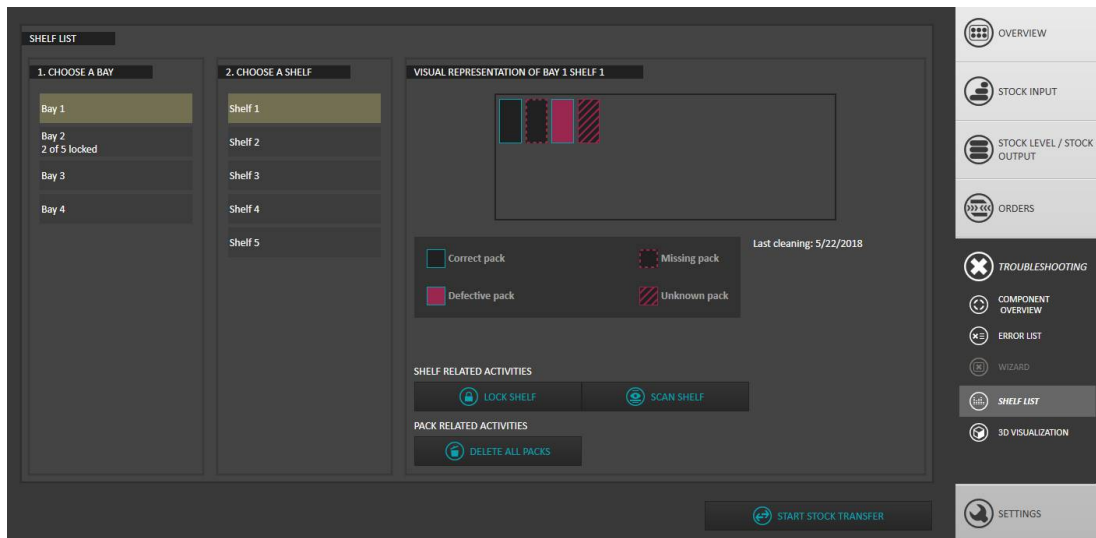 SHELF LIST
1. CHOOSE A BAY
Bay 1
Bay 2
2 of 5 locked
Bay 3
Bay 4
2. CHOOSE A SHELF
Shelf 1
Shelf 2
Shelf 3
Shelf 4
Shelf 5
VISUAL REPRESENTATION OF BAY 1 SHELF 1
Correct pack
Missing pack
Defective pack
Unknown pack
Last cleaning: 5/22/2018
SHELF RELATED ACTIVITIES
LOCK SHELF
SCAN SHELF
PACK RELATED ACTIVITIES
DELETE ALL PACKS
START STOCK TRANSFER
OVERVIEW
STOCK INPUT
STOCK LEVEL / STOCK
OUTPUT
ORDERS
TROUBLESHOOTING
COMPONENT
OVERVIEW
ERROR LIST
WIZARD
SHELF LIST
3D VISUALIZATION
SETTINGS